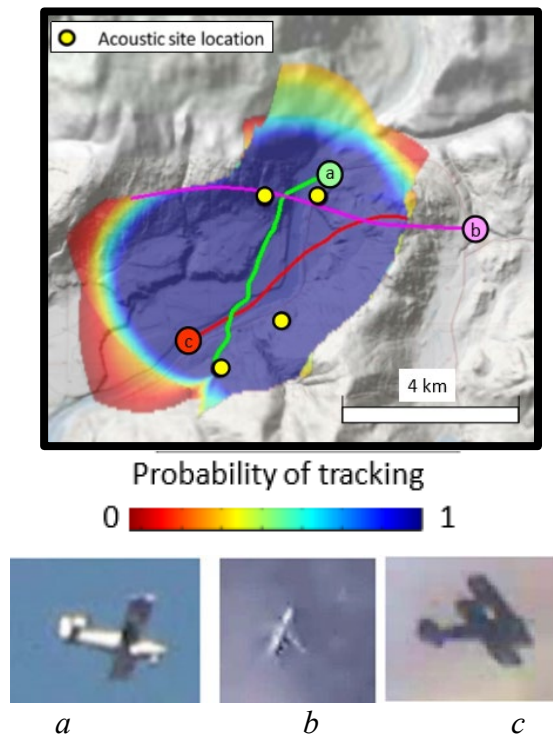 Acoustic site location
a
b
c
4 km
Probability of tracking
0 1
a b c